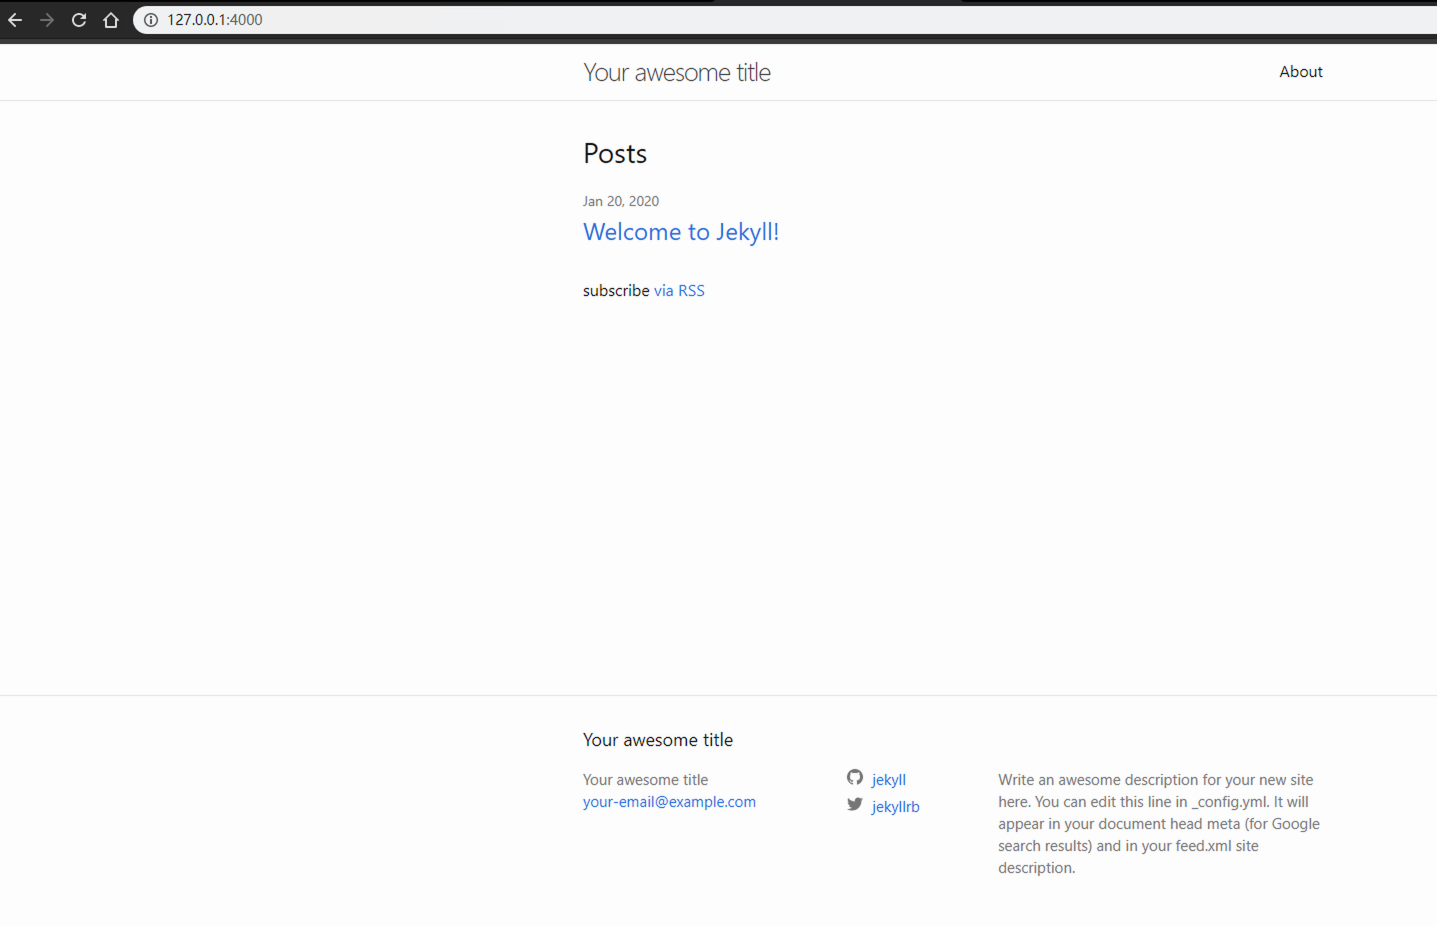 127.0.0.1:4000
Your awesome title
About
Posts
Jan 20, 2020
Welcome to Jekyll!
subscribe via RSS
Your awesome title
Your awesome title
your-email@example.com
jekyll
jekyllrb
Write an awesome description for your new site
here. You can edit this line in _config.yml. It will
appear in your document head meta (for Google
search results) and in your feed.xml site
description.